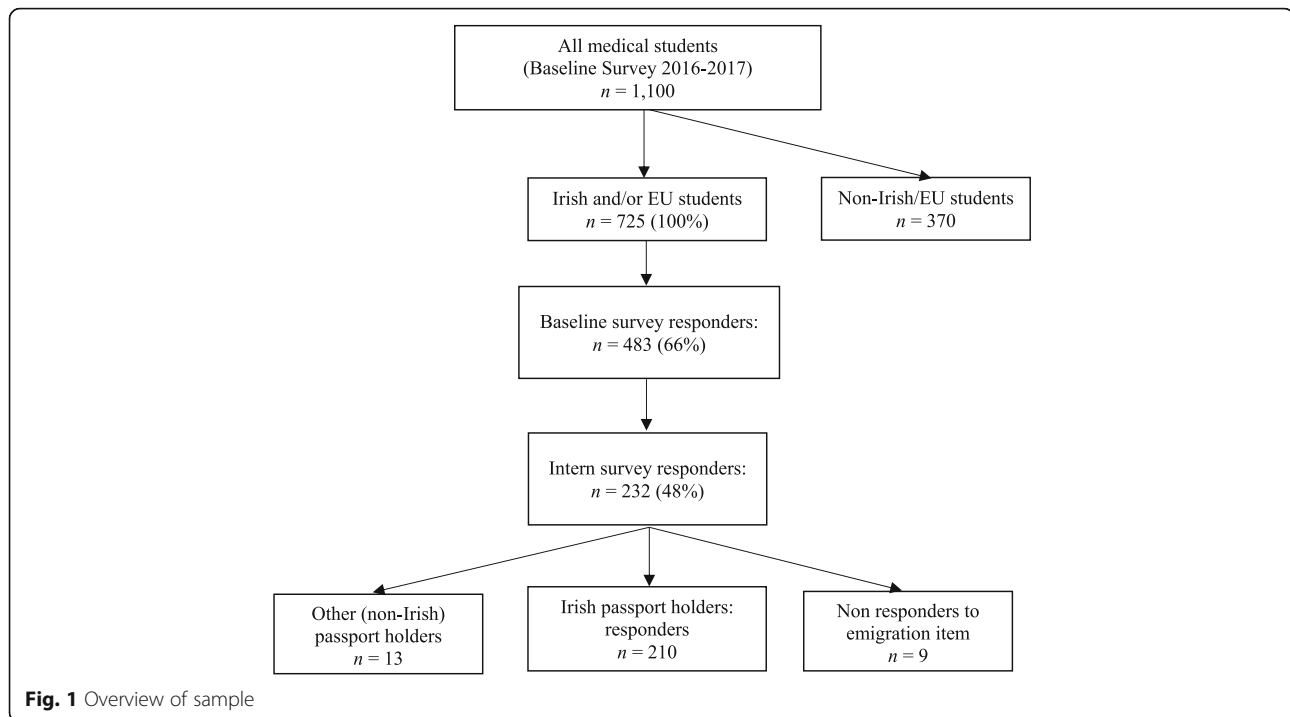 All medical students
(Baseline Survey 2016-2017)
n = 1,100
Irish and/or EU students
n = 725 (100%)
Non-Irish/EU students
n = 370
Baseline survey responders:
n = 483 (66%)
Intern survey responders:
n = 232 (48%)
Other (non-Irish)
passport holders
n = 13
Irish passport holders:
responders
n = 210
Non responders to
emigration item
n = 9
Fig. 1 Overview of sample